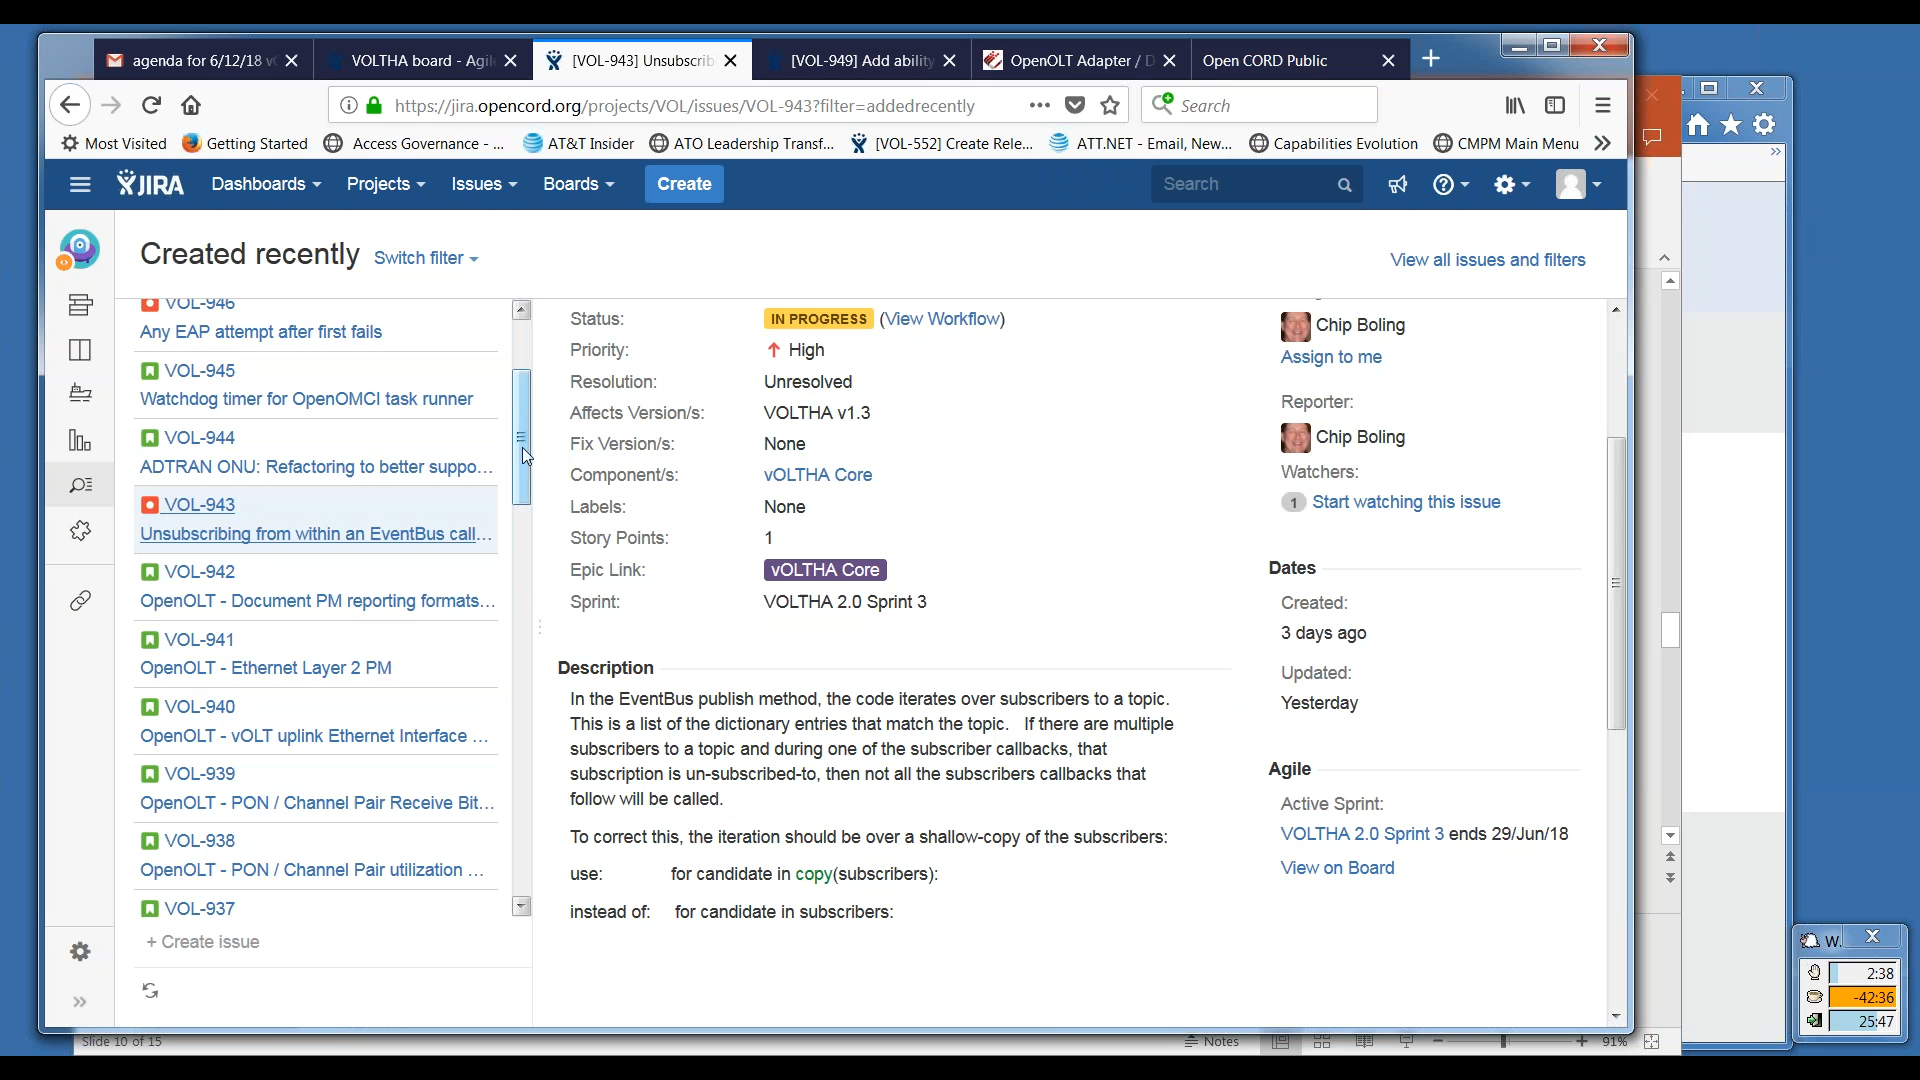 agenda for 6/12/18 v
VOLTHA board - Agil
[VOL-943] Unsubscrib
[VOL-949] Add ability
OpenOLT Adapter / D
Open CORD Public
https://jira.opencord.org/projects/VOL/issues/VOL-943?filter=addedrecently
Search
Most Visited
Getting Started
Access Governance - ...
AT&T Insider
ATO Leadership Transf...
[VOL-552] Create Rele...
ATT.NET - Email, New...
Capabilities Evolution
CMPM Main Menu
JIRA
Dashboards
Projects
Issues
Boards
Create
Search
Created recently
Switch filter
View all issues and filters
VOL-946
Any EAP attempt after first fails
VOL-945
Watchdog timer for OpenOMCI task runner
VOL-944
ADTRAN ONU: Refactoring to better suppo...
VOL-943
Unsubscribing from within an EventBus call...
VOL-942
OpenOLT - Document PM reporting formats...
VOL-941
OpenOLT - Ethernet Layer 2 PM
VOL-940
OpenOLT - vOLT uplink Ethernet Interface ...
VOL-939
OpenOLT - PON / Channel Pair Receive Bit...
VOL-938
OpenOLT - PON / Channel Pair utilization ...
VOL-937
+ Create issue
Status: IN PROGRESS (View Workflow)
Priority: High
Resolution: Unresolved
Affects Version/s: VOLTHA v1.3
Fix Version/s: None
Component/s: vOLTHA Core
Labels: None
Story Points: 1
Epic Link: vOLTHA Core
Sprint: VOLTHA 2.0 Sprint 3
Description
In the EventBus publish method, the code iterates over subscribers to a topic.
This is a list of the dictionary entries that match the topic. If there are multiple
subscribers to a topic and during one of the subscriber callbacks, that
subscription is un-subscribed-to, then not all the subscribers callbacks that
follow will be called.
To correct this, the iteration should be over a shallow-copy of the subscribers:
use: for candidate in copy(subscribers):
instead of: for candidate in subscribers:
Chip Boling
Assign to me
Reporter:
Chip Boling
Watchers:
1 Start watching this issue
Dates
Created:
3 days ago
Updated:
Yesterday
Agile
Active Sprint:
VOLTHA 2.0 Sprint 3 ends 29/Jun/18
View on Board
W.
2:38
-42:36
25:47
Slide 10 of 15
Notes
91%